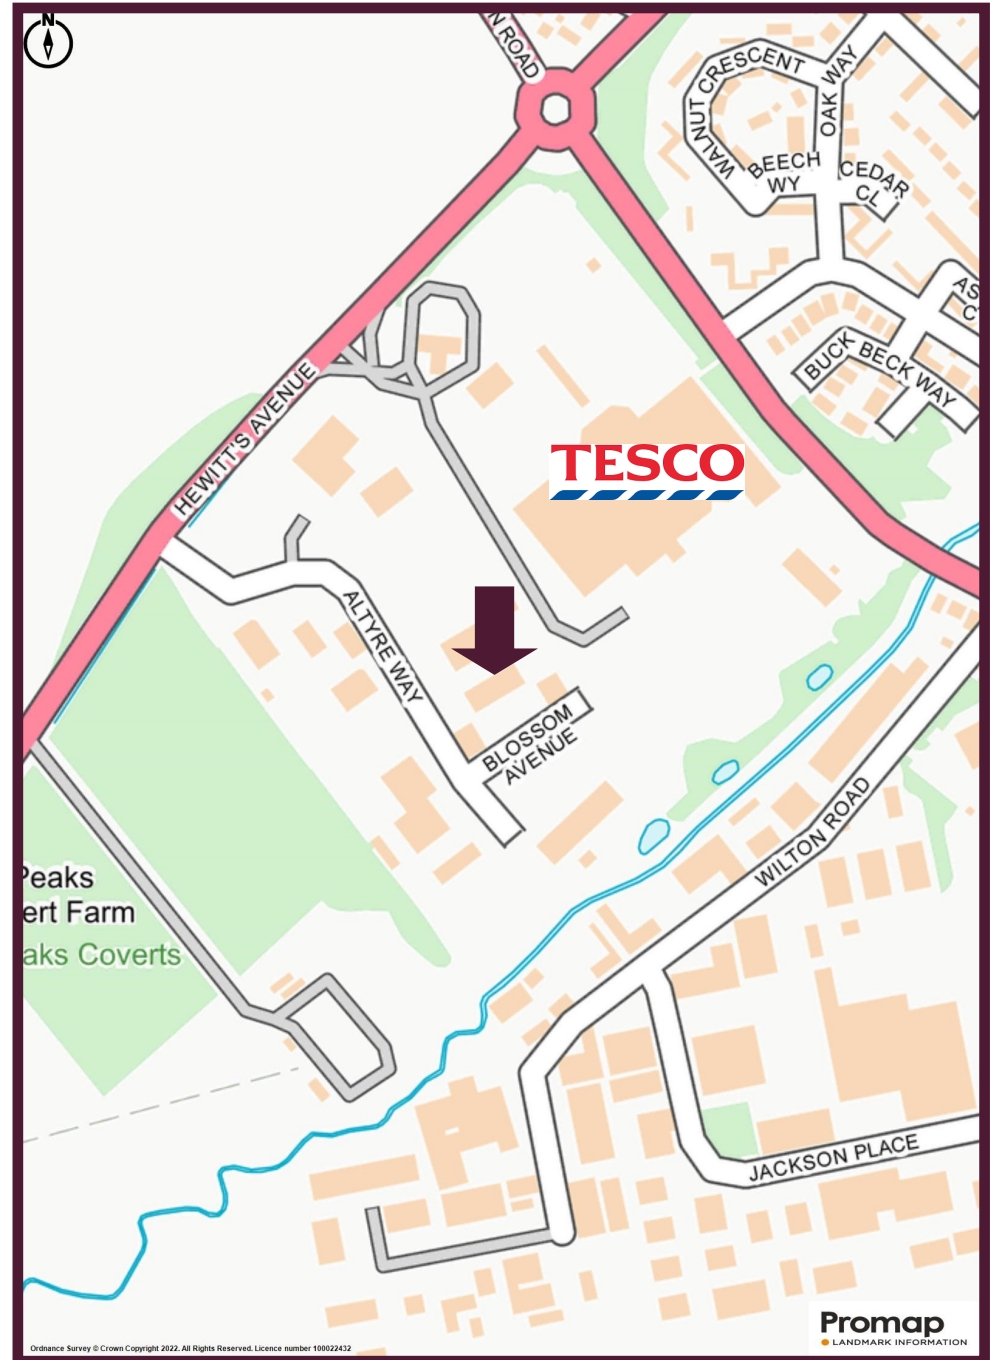 N
N ROAD
WALNUT CRESCENT
OAK WAY
BEECH
WY
CEDAR
CL
AS
C
BUCK BECK WAY
HEWITT'S AVENUE
TESCO
ALTYRE WAY
BLOSSOM
AVENUE
WILTON ROAD
Peaks
ert Farm
aks Coverts
JACKSON PLACE
Promap
LANDMARK INFORMATION
Ordnance Survey © Crown Copyright 2022. All Rights Reserved. Licence number 100022432